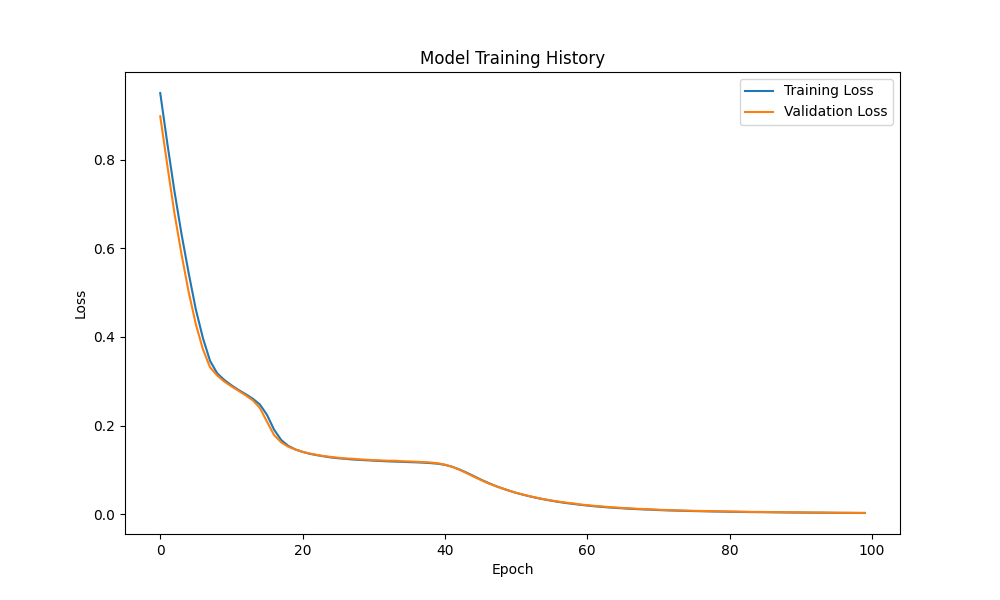 Model Training History
Training Loss
Validation Loss
Loss
0.8
0.6
0.4
0.2
0.0
0 20 40 60 80 100
Epoch